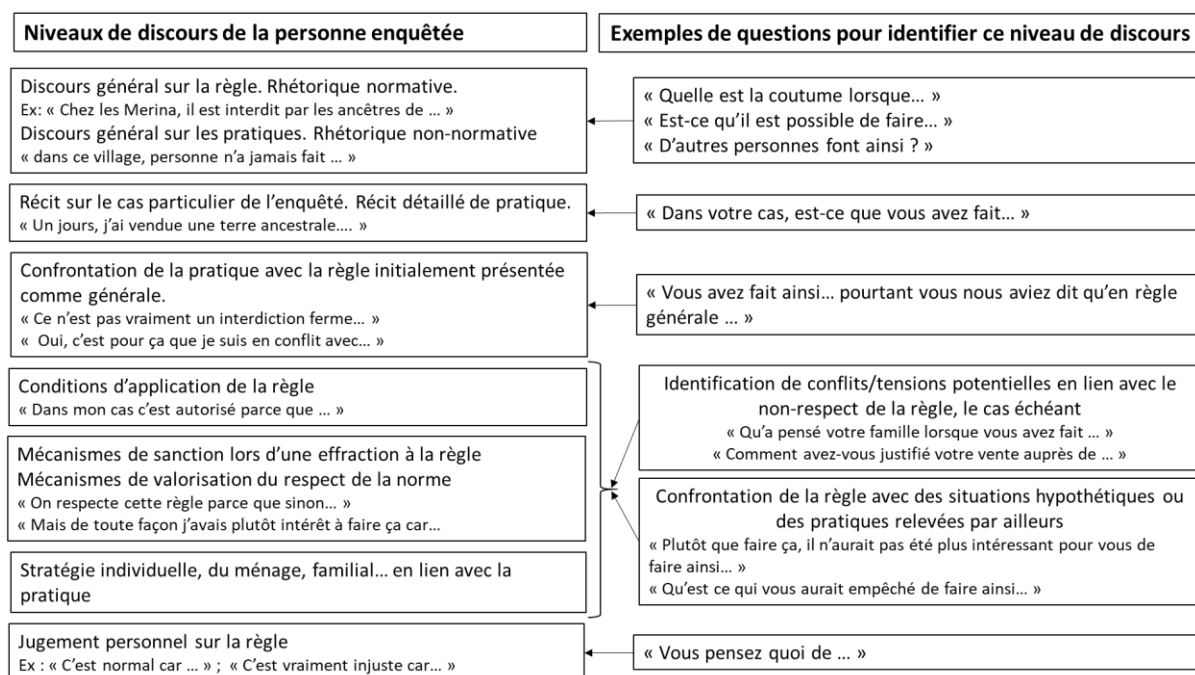 Niveaux de discours de la personne enquêtée
Exemples de questions pour identifier ce niveau de discours
Discours général sur la règle. Rhétorique normative.
Ex: « Chez les Merina, il est interdit par les ancêtres de … »
Discours général sur les pratiques. Rhétorique non-normative
« dans ce village, personne n’a jamais fait … »
« Quelle est la coutume lorsque… »
« Est-ce qu’il est possible de faire… »
« D’autres personnes font ainsi ? »
Récit sur le cas particulier de l’enquêté. Récit détaillé de pratique.
« Un jours, j’ai vendue une terre ancestrale…. »
« Dans votre cas, est-ce que vous avez fait… »
Confrontation de la pratique avec la règle initialement présentée
comme générale.
« Ce n’est pas vraiment un interdiction ferme… »
« Oui, c’est pour ça que je suis en conflit avec… »
« Vous avez fait ainsi… pourtant vous nous aviez dit qu’en règle
générale … »
Conditions d’application de la règle
« Dans mon cas c’est autorisé parce que … »
Mécanismes de sanction lors d’une effraction à la règle
Mécanismes de valorisation du respect de la norme
« On respecte cette règle parce que sinon… »
« Mais de toute façon j’avais plutôt intérêt à faire ça car…
Stratégie individuelle, du ménage, familial… en lien avec la
pratique
Identification de conflits/tensions potentielles en lien avec le
non-respect de la règle, le cas échéant
« Qu’a pensé votre famille lorsque vous avez fait … »
« Comment avez-vous justifié votre vente auprès de … »
Confrontation de la règle avec des situations hypothétiques ou
des pratiques relevées par ailleurs
« Plutôt que faire ça, il n’aurait pas été plus intéressant pour vous de
faire ainsi… »
« Qu’est ce qui vous aurait empêché de faire ainsi… »
Jugement personnel sur la règle
Ex : « C’est normal car … » ; « C’est vraiment injuste car… »
« Vous pensez quoi de … »